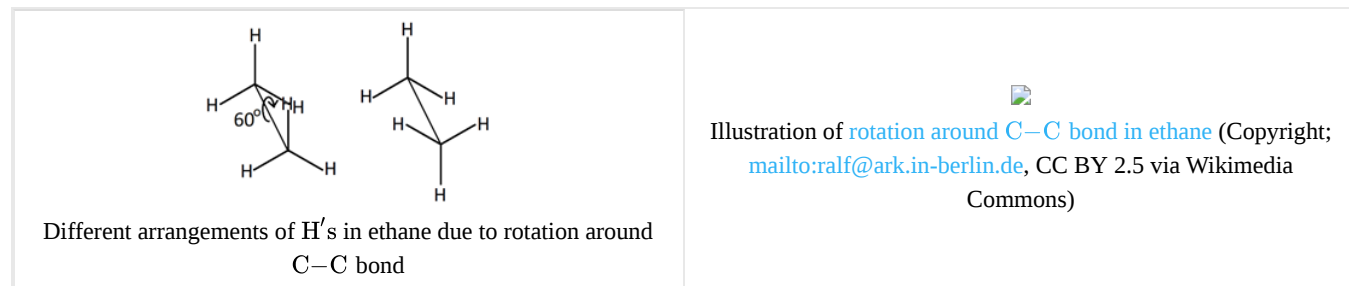 H
H
H
H
60°
H
H
H
H
H
H
H
H
Different arrangements of H′s in ethane due to rotation around
C−C bond
Illustration of rotation around C−C bond in ethane (Copyright;
mailto:ralf@ark.in-berlin.de, CC BY 2.5 via Wikimedia
Commons)